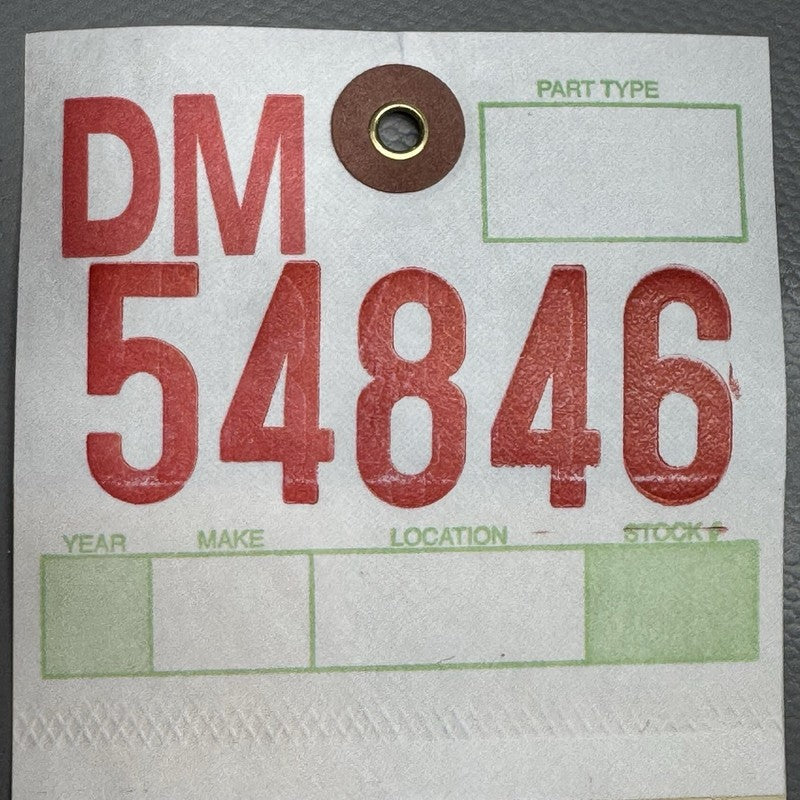 DM
PART TYPE
54846
YEAR MAKE LOCATION STOCK #